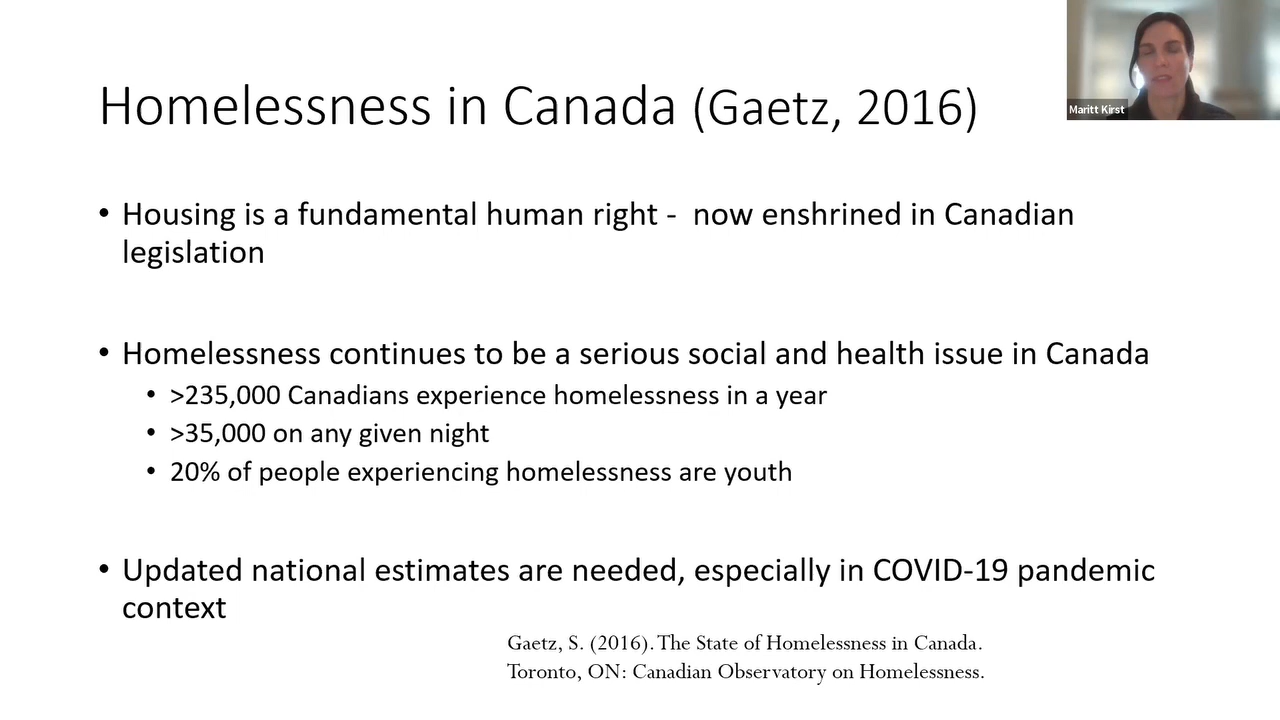 Homelessness in Canada (Gaetz, 2016)
Maritt Kirst
• Housing is a fundamental human right - now enshrined in Canadian
legislation
• Homelessness continues to be a serious social and health issue in Canada
• >235,000 Canadians experience homelessness in a year
• >35,000 on any given night
• 20% of people experiencing homelessness are youth
• Updated national estimates are needed, especially in COVID-19 pandemic
context
Gaetz, S. (2016). The State of Homelessness in Canada.
Toronto, ON: Canadian Observatory on Homelessness.